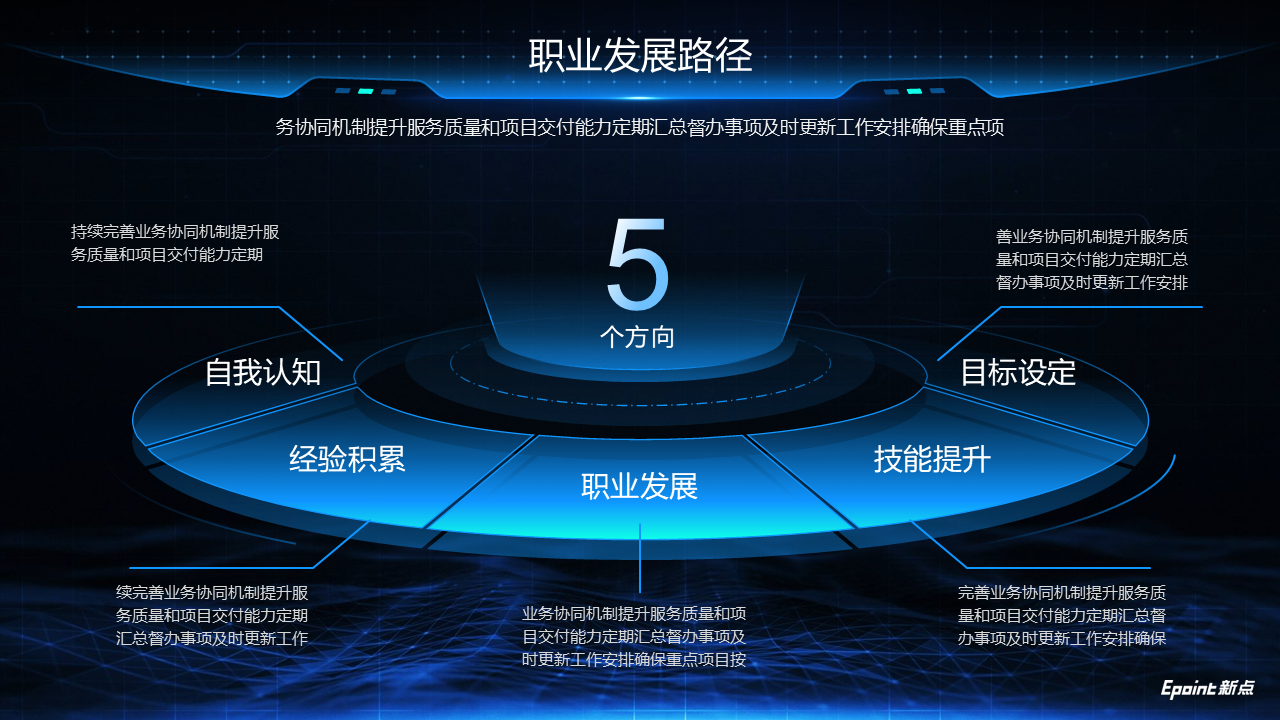 职业发展路径
务协同机制提升服务质量和项目交付能力定期汇总督办事项及时更新工作安排确保重点项
持续完善业务协同机制提升服
务质量和项目交付能力定期
5
个方向
善业务协同机制提升服务质
量和项目交付能力定期汇总
督办事项及时更新工作安排
自我认知
目标设定
经验积累
技能提升
职业发展
续完善业务协同机制提升服
务质量和项目交付能力定期
汇总督办事项及时更新工作
业务协同机制提升服务质量和项
目交付能力定期汇总督办事项及
时更新工作安排确保重点项目按
完善业务协同机制提升服务质
量和项目交付能力定期汇总督
办事项及时更新工作安排确保
Epoint新点